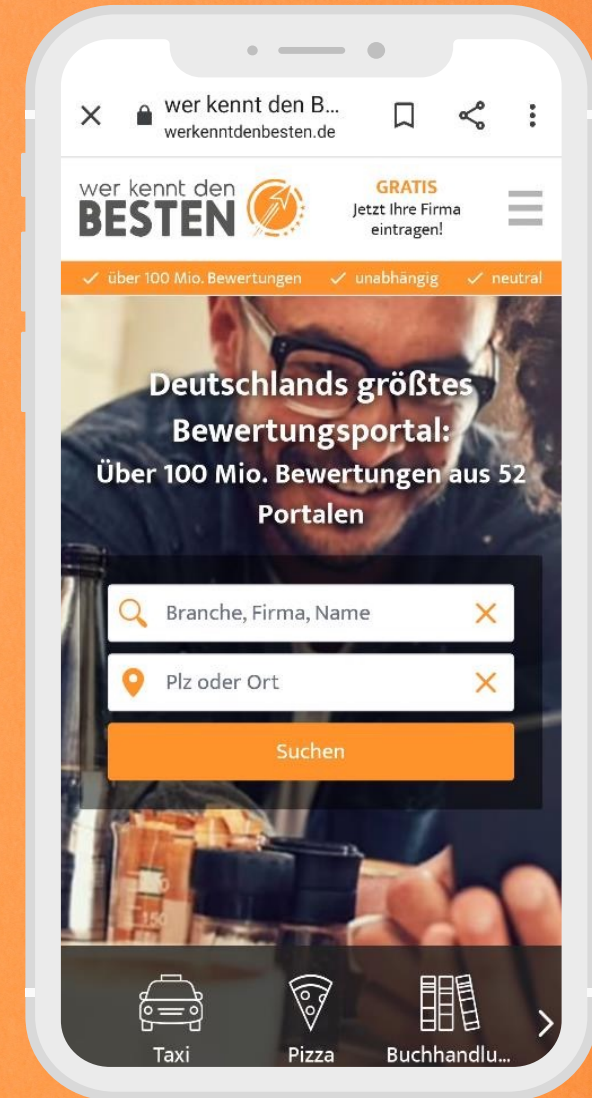 wer kennt den B...
werkenntdenbesten.de
wer kennt den
BESTEN
GRATIS
Jetzt Ihre Firma
eintragen!
über 100 Mio. Bewertungen unabhängig neutral
Deutschlands größtes
Bewertungsportal:
Über 100 Mio. Bewertungen aus 52
Portalen
Branche, Firma, Name
Plz oder Ort
Suchen
150
Taxi Pizza Buchhandlu...